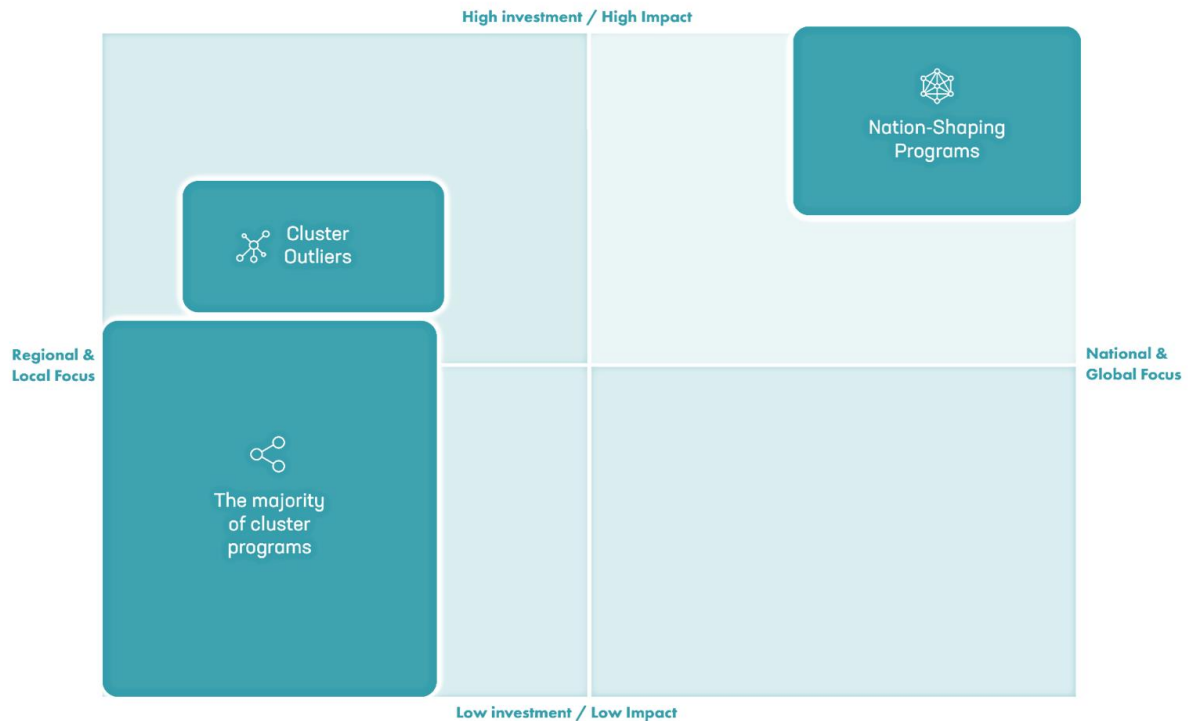 High investment / High Impact
Nation-Shaping
Programs
Cluster
Outliers
Regional &
Local Focus
National &
Global Focus
The majority
of cluster
programs
Low investment / Low Impact